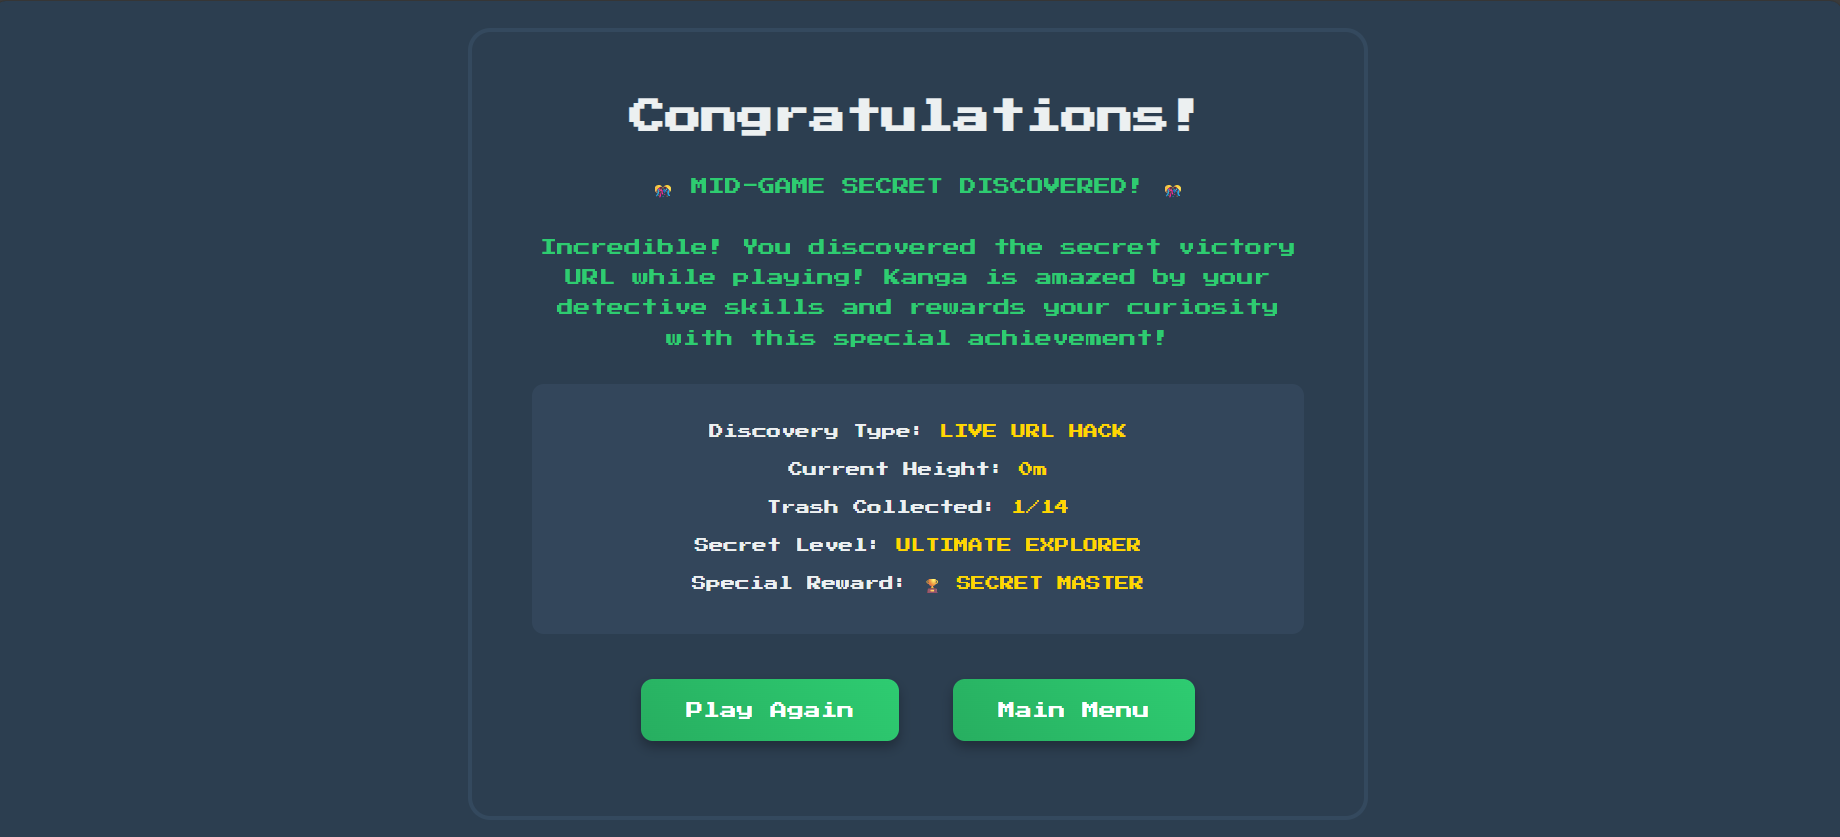 Congratulations!
🎊 MID-GAME SECRET DISCOVERED! 🎊
Incredible! You discovered the secret victory
URL while playing! Kanga is amazed by your
detective skills and rewards your curiosity
with this special achievement!
Discovery Type: LIVE URL HACK
Current Height: 0m
Trash Collected: 1/14
Secret Level: ULTIMATE EXPLORER
Special Reward: 🏆 SECRET MASTER
Play Again
Main Menu